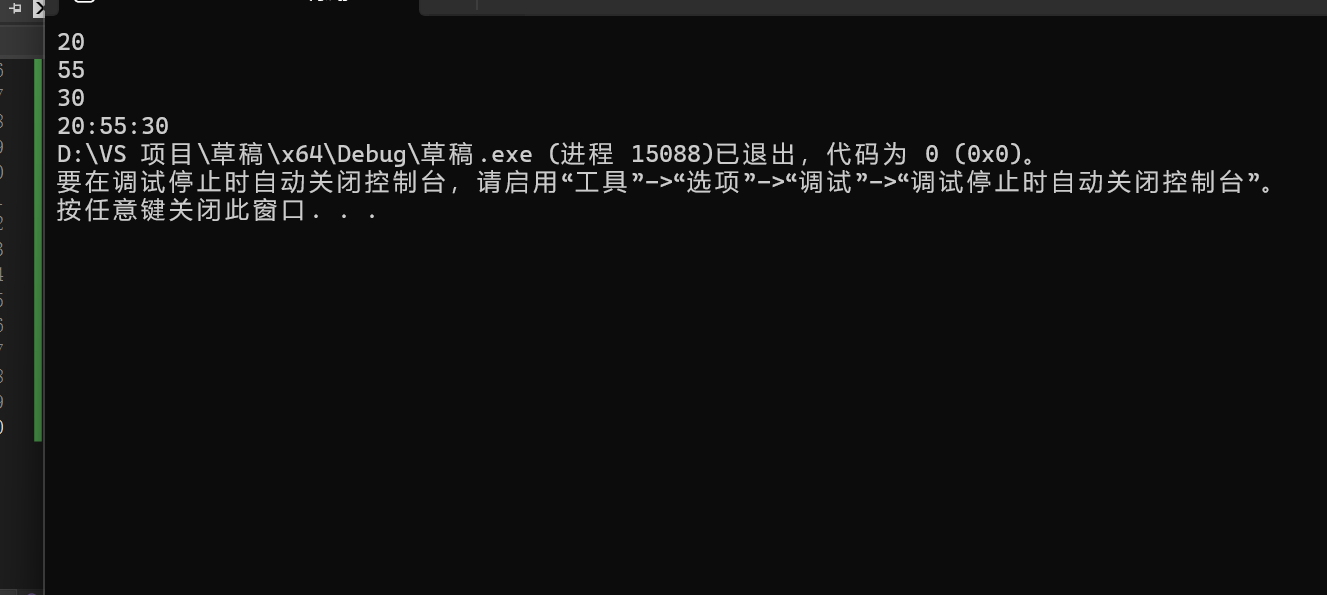 20
55
30
20:55:30
D:\VS 项目\草稿\x64\Debug\草稿.exe (进程 15088)已退出，代码为 0 (0x0)。
要在调试停止时自动关闭控制台，请启用“工具”->“选项”->“调试”->“调试停止时自动关闭控制台”。
按任意键关闭此窗口. . .